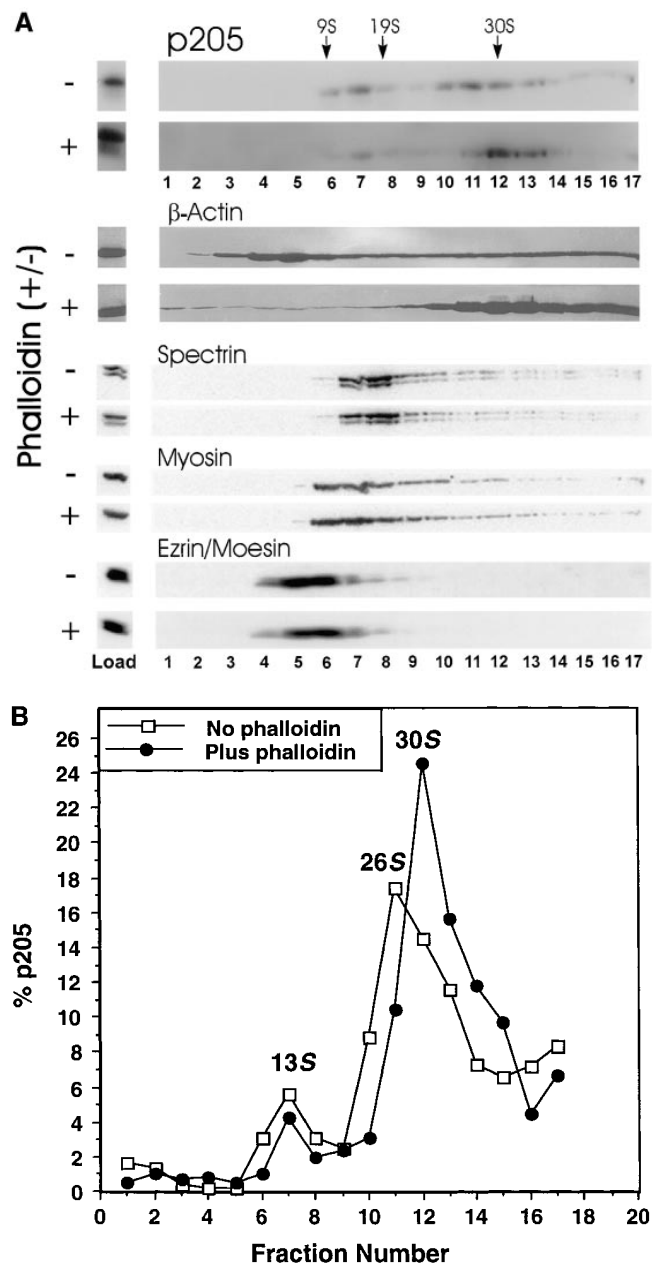 A
p205
9S 19S 30S
-
+
1 2 3 4 5 6 7 8 9 10 11 12 13 14 15 16 17
β-Actin
-
+
Phalloidin (+/-)
Spectrin
-
+
Myosin
-
+
Ezrin/Moesin
-
+
Load 1 2 3 4 5 6 7 8 9 10 11 12 13 14 15 16 17
B
No phalloidin
Plus phalloidin
30S
26S
13S
% p205
26
24
22
20
18
16
14
12
10
8
6
4
2
0
0 2 4 6 8 10 12 14 16 18 20
Fraction Number